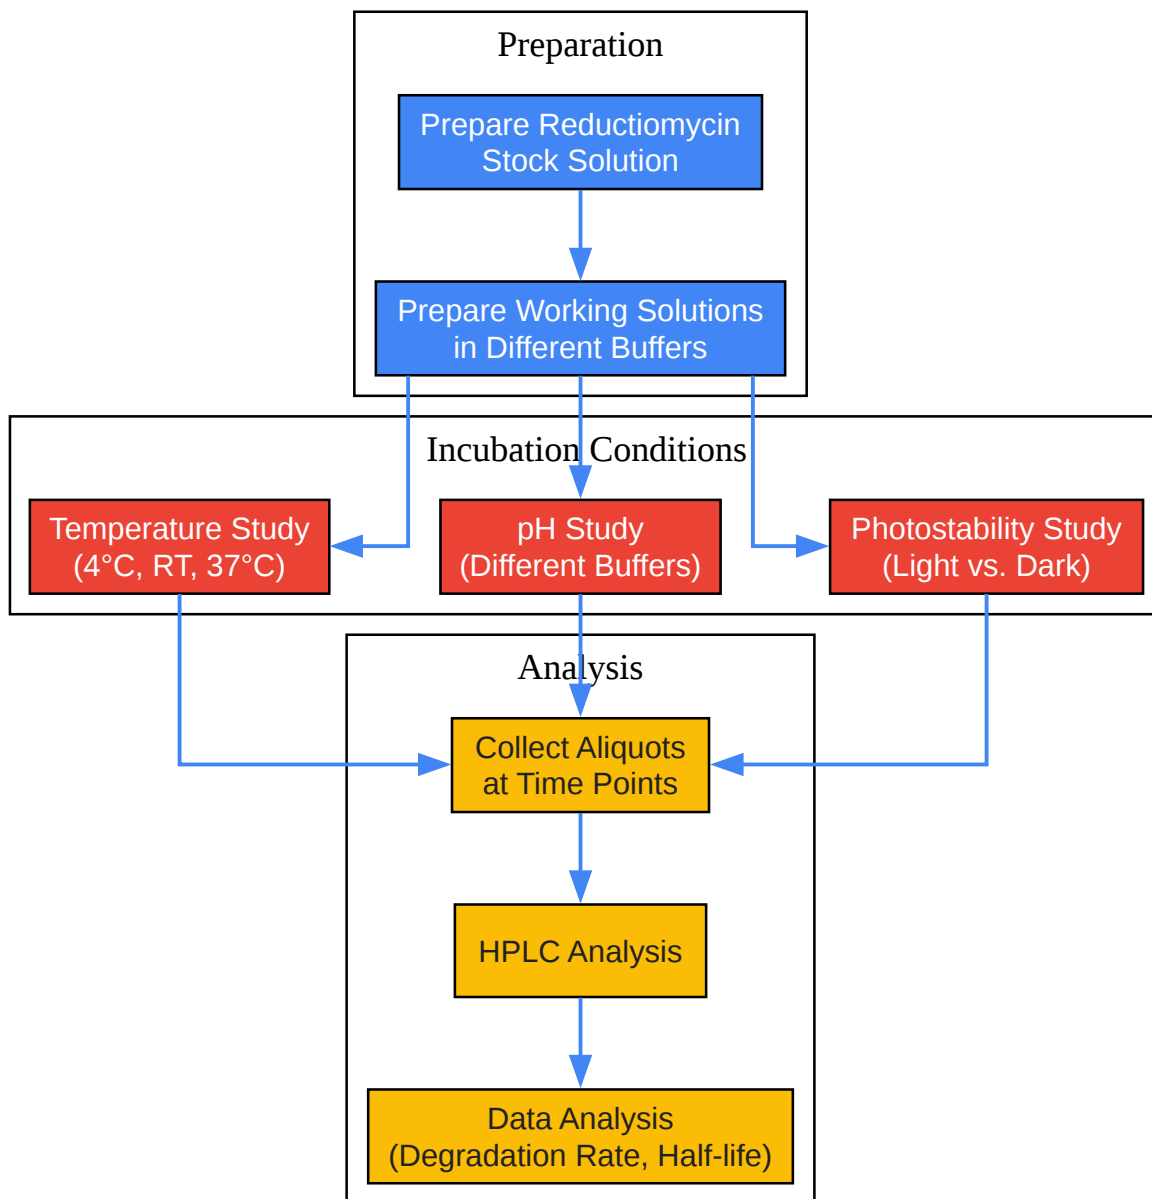 Preparation
Prepare Reductiomycin
Stock Solution
Prepare Working Solutions
in Different Buffers
Incubation Conditions
Temperature Study
(4°C, RT, 37°C)
pH Study
(Different Buffers)
Photostability Study
(Light vs. Dark)
Analysis
Collect Aliquots
at Time Points
HPLC Analysis
Data Analysis
(Degradation Rate, Half-life)